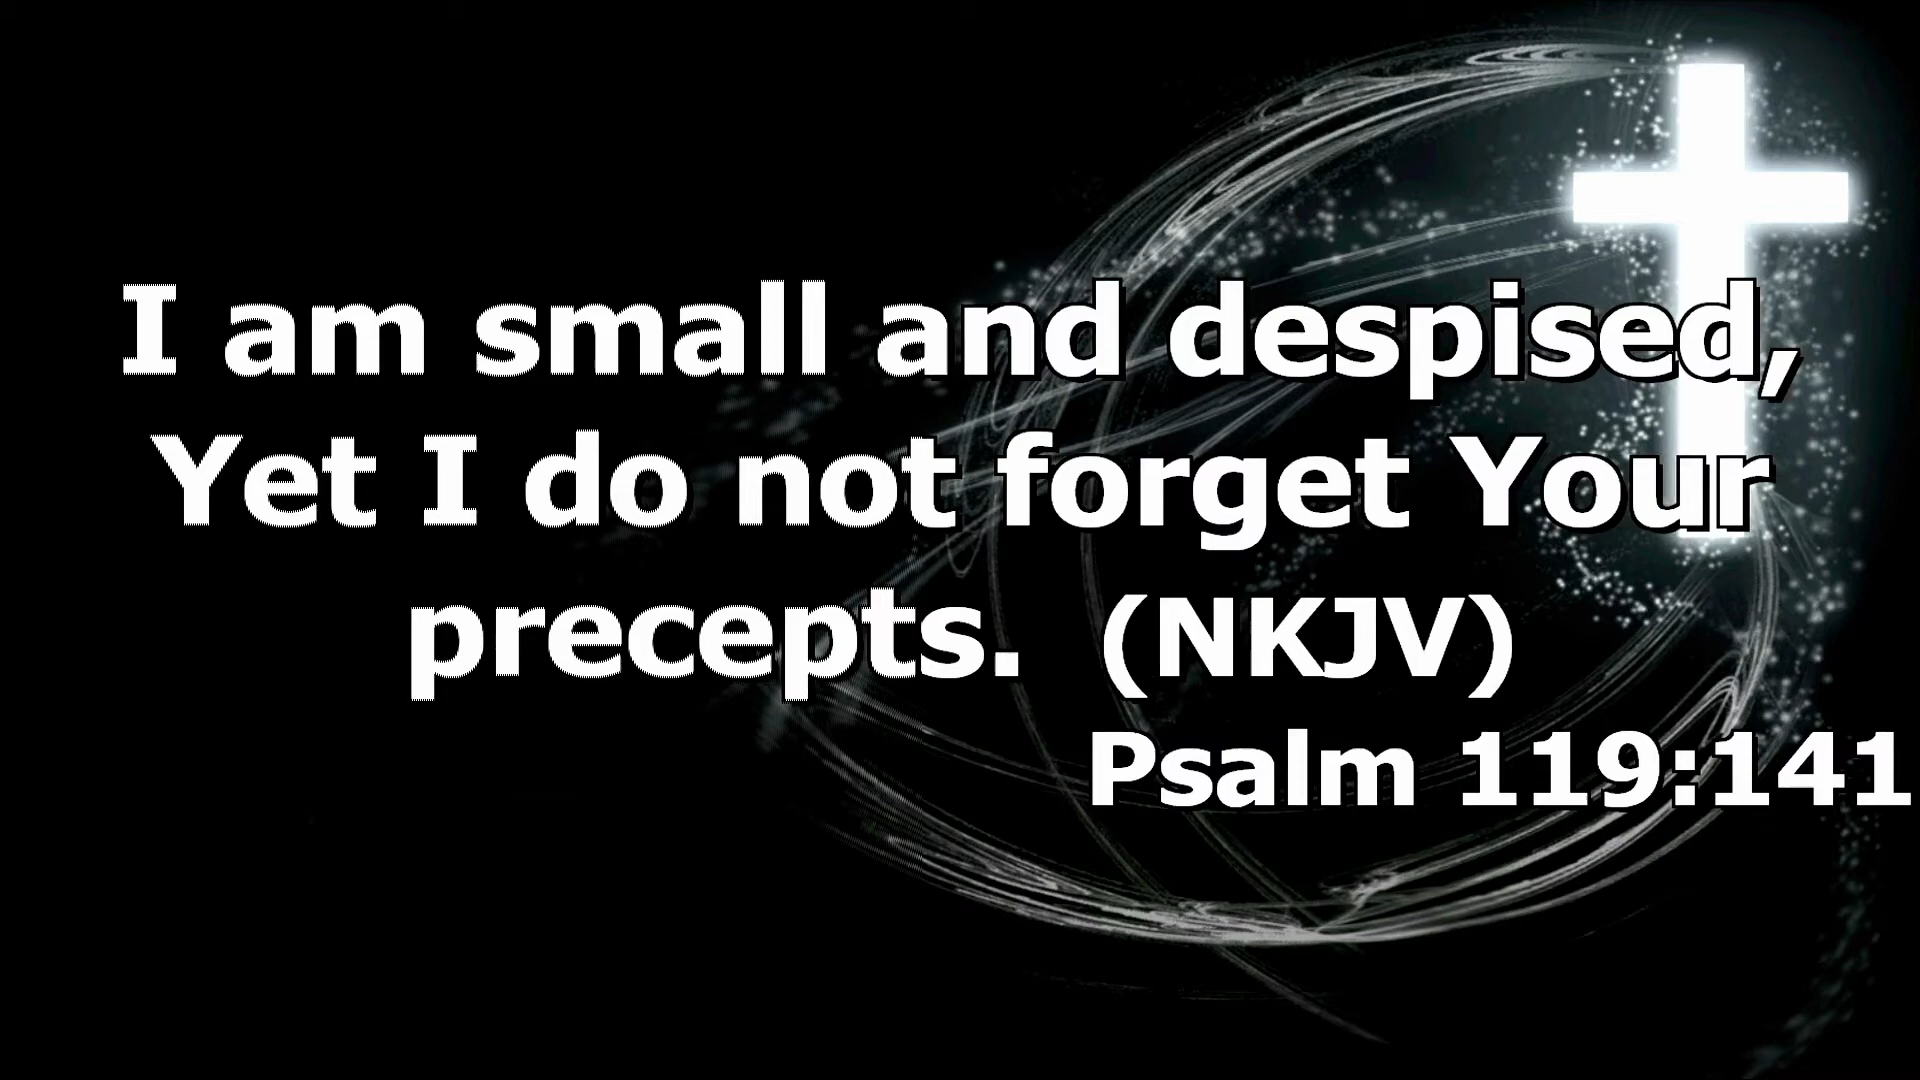 I am small and despised,
Yet I do not forget Your
precepts. (NKJV)
Psalm 119:141